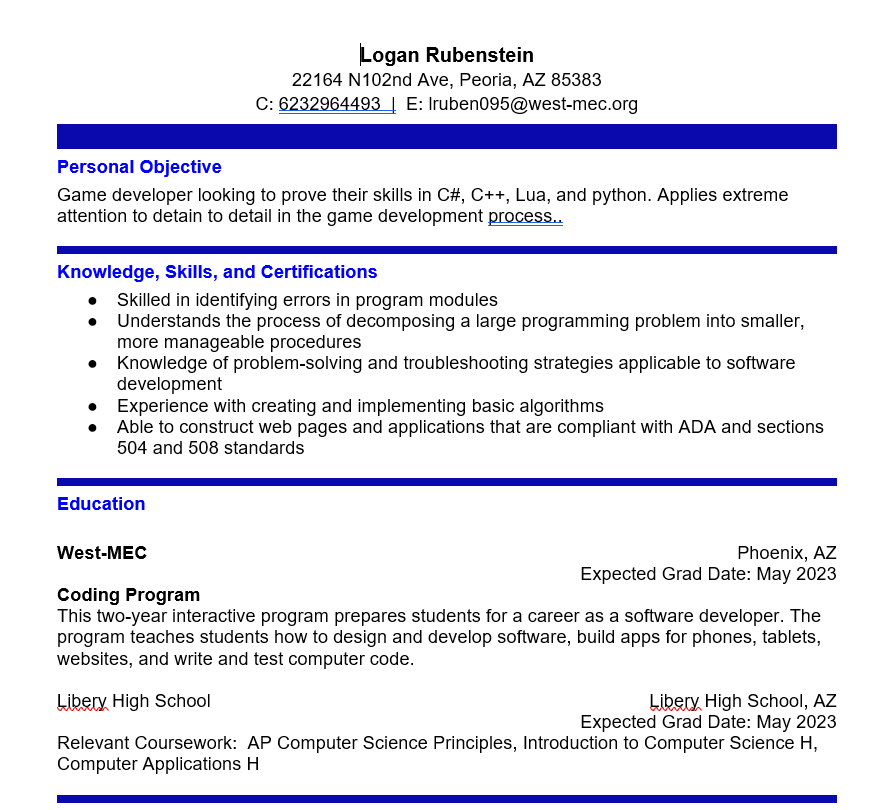 Logan Rubenstein
22164 N102nd Ave, Peoria, AZ 85383
C: 6232964493 | E: lruben095@west-mec.org
Personal Objective
Game developer looking to prove their skills in C#, C++, Lua, and python. Applies extreme
attention to detain to detail in the game development process..
Knowledge, Skills, and Certifications
● Skilled in identifying errors in program modules
● Understands the process of decomposing a large programming problem into smaller,
more manageable procedures
● Knowledge of problem-solving and troubleshooting strategies applicable to software
development
● Experience with creating and implementing basic algorithms
● Able to construct web pages and applications that are compliant with ADA and sections
504 and 508 standards
Education
West-MEC Phoenix, AZ
Expected Grad Date: May 2023
Coding Program
This two-year interactive program prepares students for a career as a software developer. The
program teaches students how to design and develop software, build apps for phones, tablets,
websites, and write and test computer code.
Libery High School Libery High School, AZ
Expected Grad Date: May 2023
Relevant Coursework: AP Computer Science Principles, Introduction to Computer Science H,
Computer Applications H